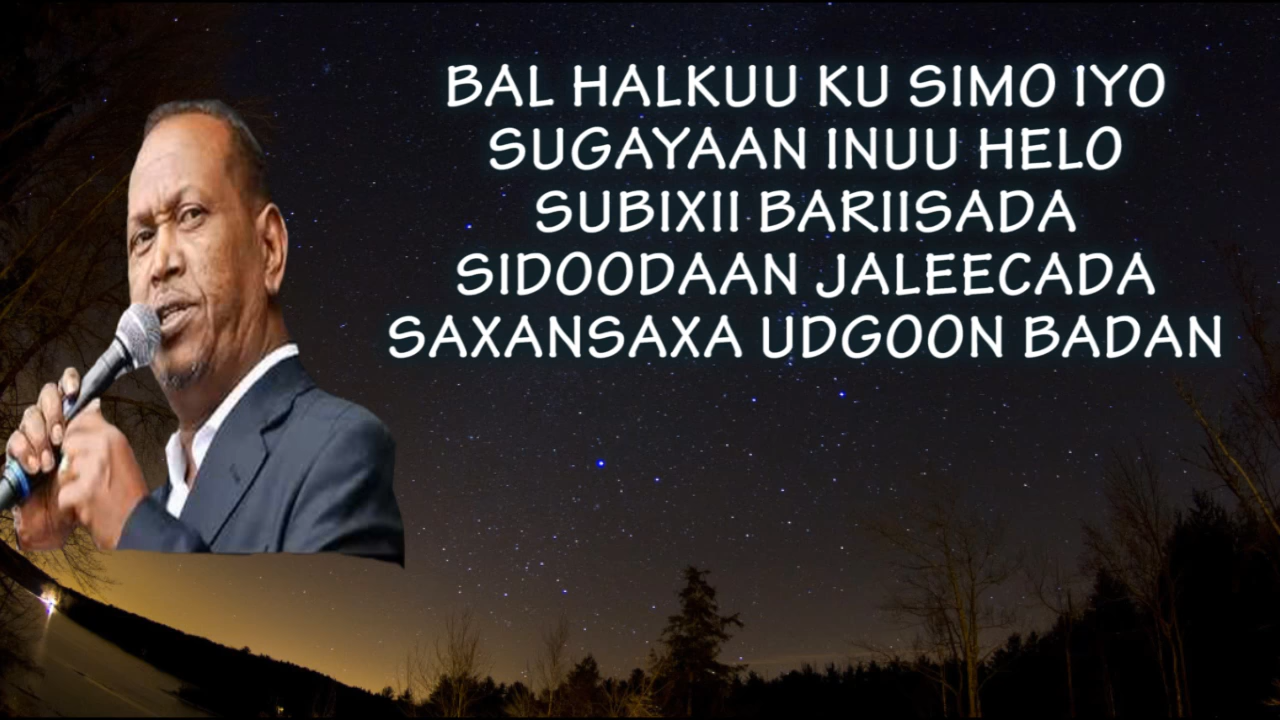 BAL HALKUU KU SIMO IYO
SUGAYAAN INUU HELO
SUBIXII BARIISADA
SIDOODAAN JALEECADA
SAXANSAXA UDGOON BADAN